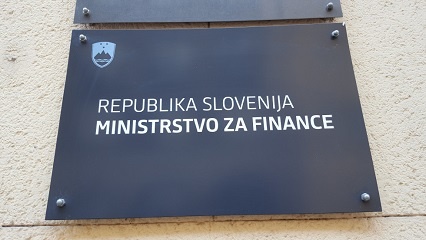 REPUBLIKA SLOVENIJA
MINISTRSTVO ZA FINANCE